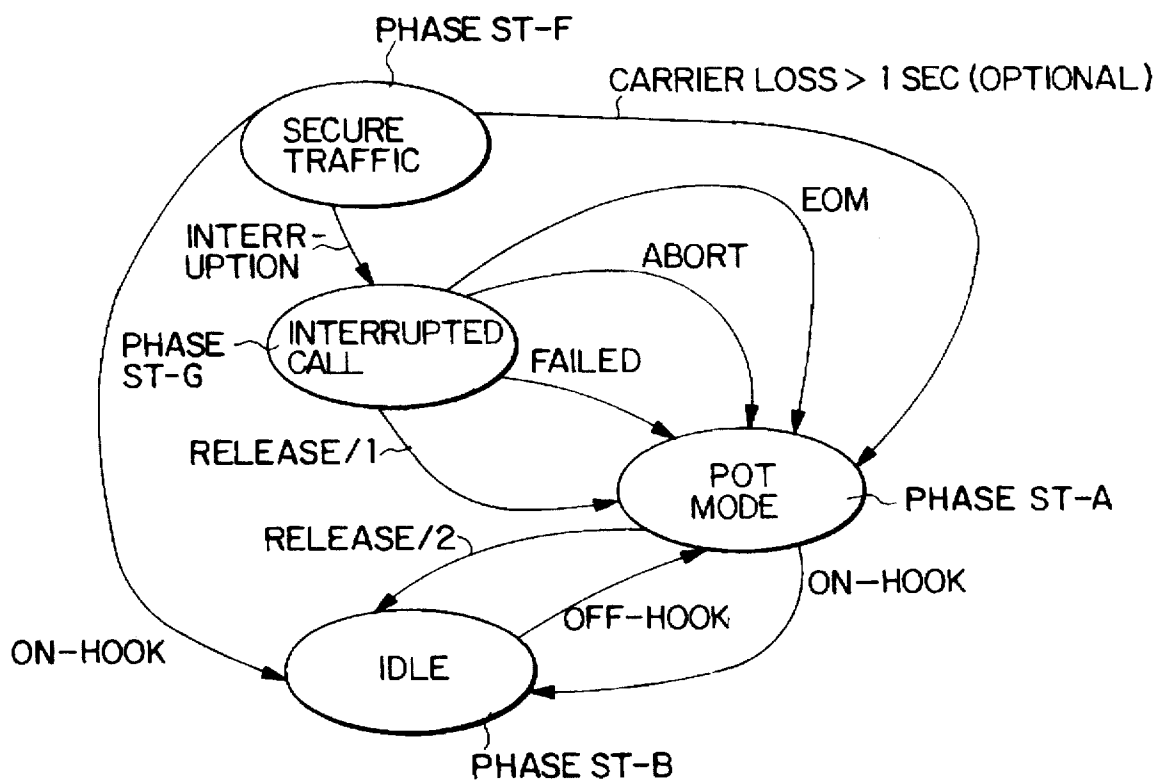 PHASE ST-F
CARRIER LOSS > 1 SEC (OPTIONAL)
SECURE
TRAFFIC
EOM
INTERR-
UPTION
ABORT
PHASE
ST-G
INTERRUPTED
CALL
FAILED
RELEASE/1
POT
MODE
PHASE ST-A
RELEASE/2
ON-HOOK
OFF-HOOK
ON-HOOK
IDLE
PHASE ST-B